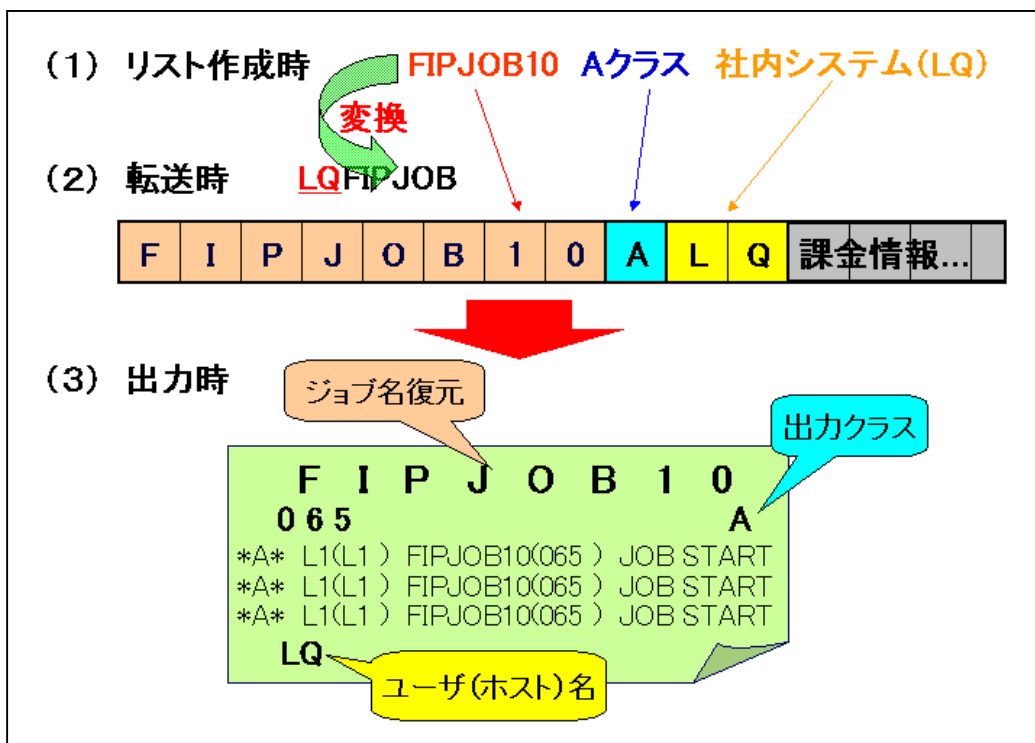 (1) リスト作成時 FIPJOB10 Aクラス 社内システム(LQ)
変換
(2) 転送時 LQFIPJOB
F I P J O B 1 0 A L Q 課金情報...
(3) 出力時
ジョブ名復元
出力クラス
F I P J O B 1 0
0 6 5 A
*A* L1(L1 ) FIPJOB10(065 ) JOB START
*A* L1(L1 ) FIPJOB10(065 ) JOB START
*A* L1(L1 ) FIPJOB10(065 ) JOB START
LQ
ユーザ(ホスト)名